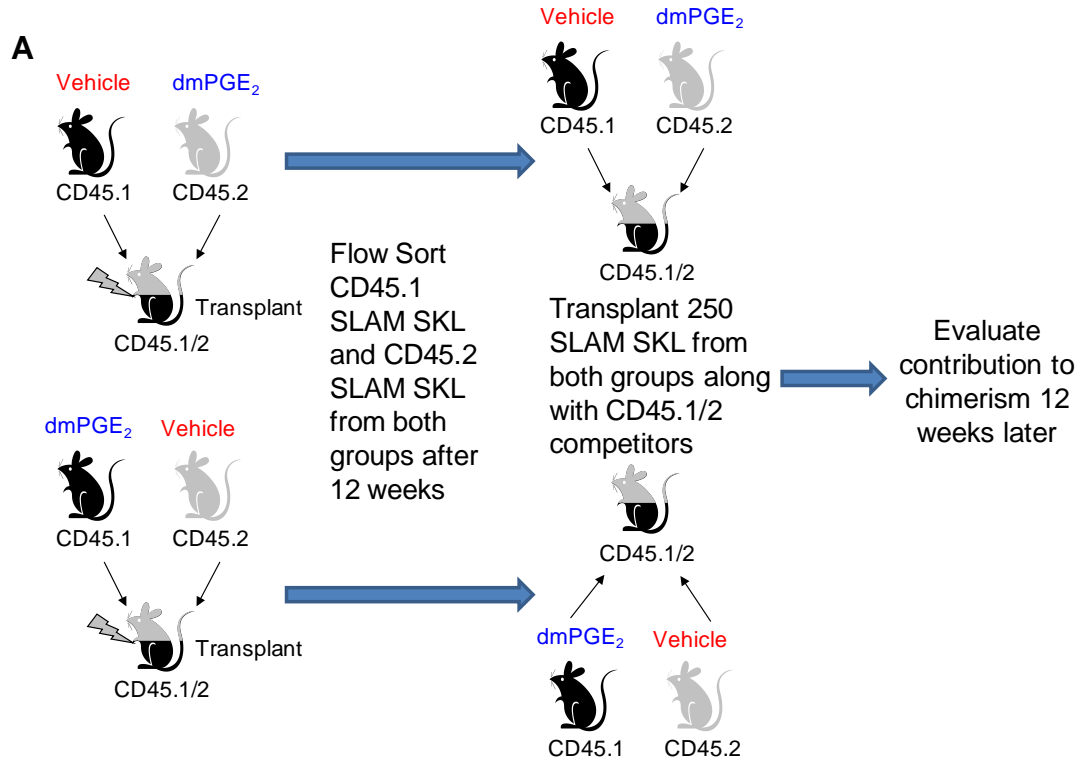 A
Vehicle dmPGE₂
CD45.1 CD45.2
Transplant
CD45.1/2
dmPGE₂ Vehicle
CD45.1 CD45.2
Transplant
CD45.1/2
Flow Sort
CD45.1
SLAM SKL
and CD45.2
SLAM SKL
from both
groups after
12 weeks
Vehicle dmPGE₂
CD45.1 CD45.2
CD45.1/2
Transplant 250
SLAM SKL from
both groups along
with CD45.1/2
competitors
CD45.1/2
dmPGE₂ Vehicle
CD45.1 CD45.2
Evaluate
contribution to
chimerism 12
weeks later